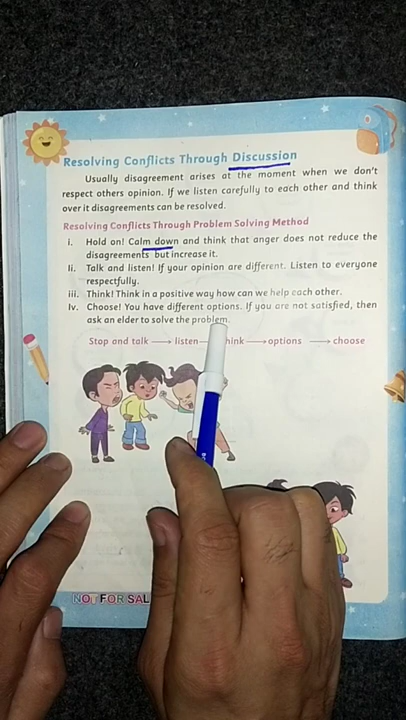 Resolving Conflicts Through Discussion
Usually disagreement arises at the moment when we don't
respect others opinion. If we listen carefully to each other and think
over it disagreements can be resolved.
Resolving Conflicts Through Problem Solving Method
i. Hold on! Calm down and think that anger does not reduce the
disagreements but increase it.
ii. Talk and listen! If your opinion are different. Listen to everyone
respectfully.
iii. Think! Think in a positive way how can we help each other.
iv. Choose! You have different options. If you are not satisfied, then
ask an elder to solve the problem.
Stop and talk → listen → hink → options → choose
NOT FOR SAL